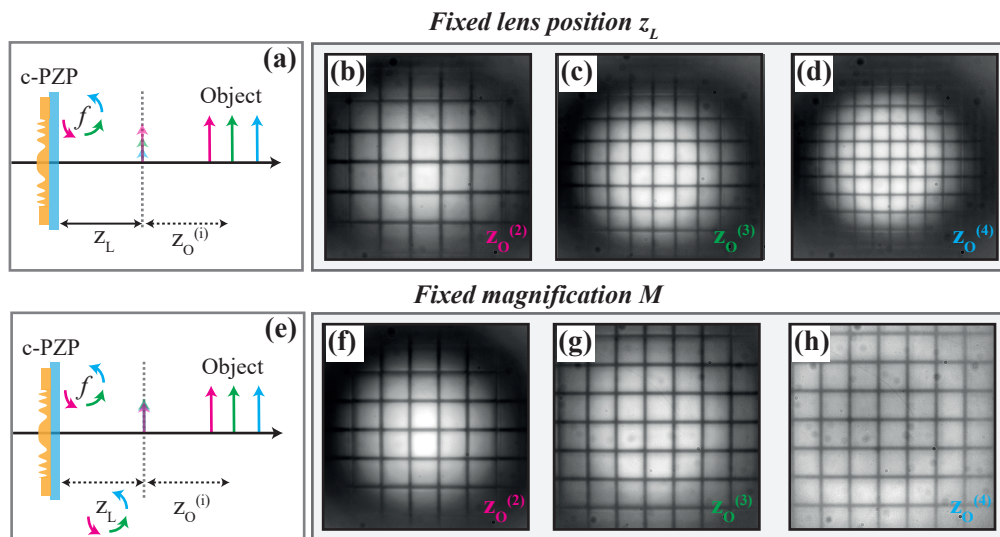 Fixed lens position z_L
(a)
c-PZP
f
Object
z_L
z_O^(i)
(b)
z_O^(2)
(c)
z_O^(3)
(d)
z_O^(4)
Fixed magnification M
(e)
c-PZP
f
Object
z_L
z_O^(i)
(f)
z_O^(2)
(g)
z_O^(3)
(h)
z_O^(4)